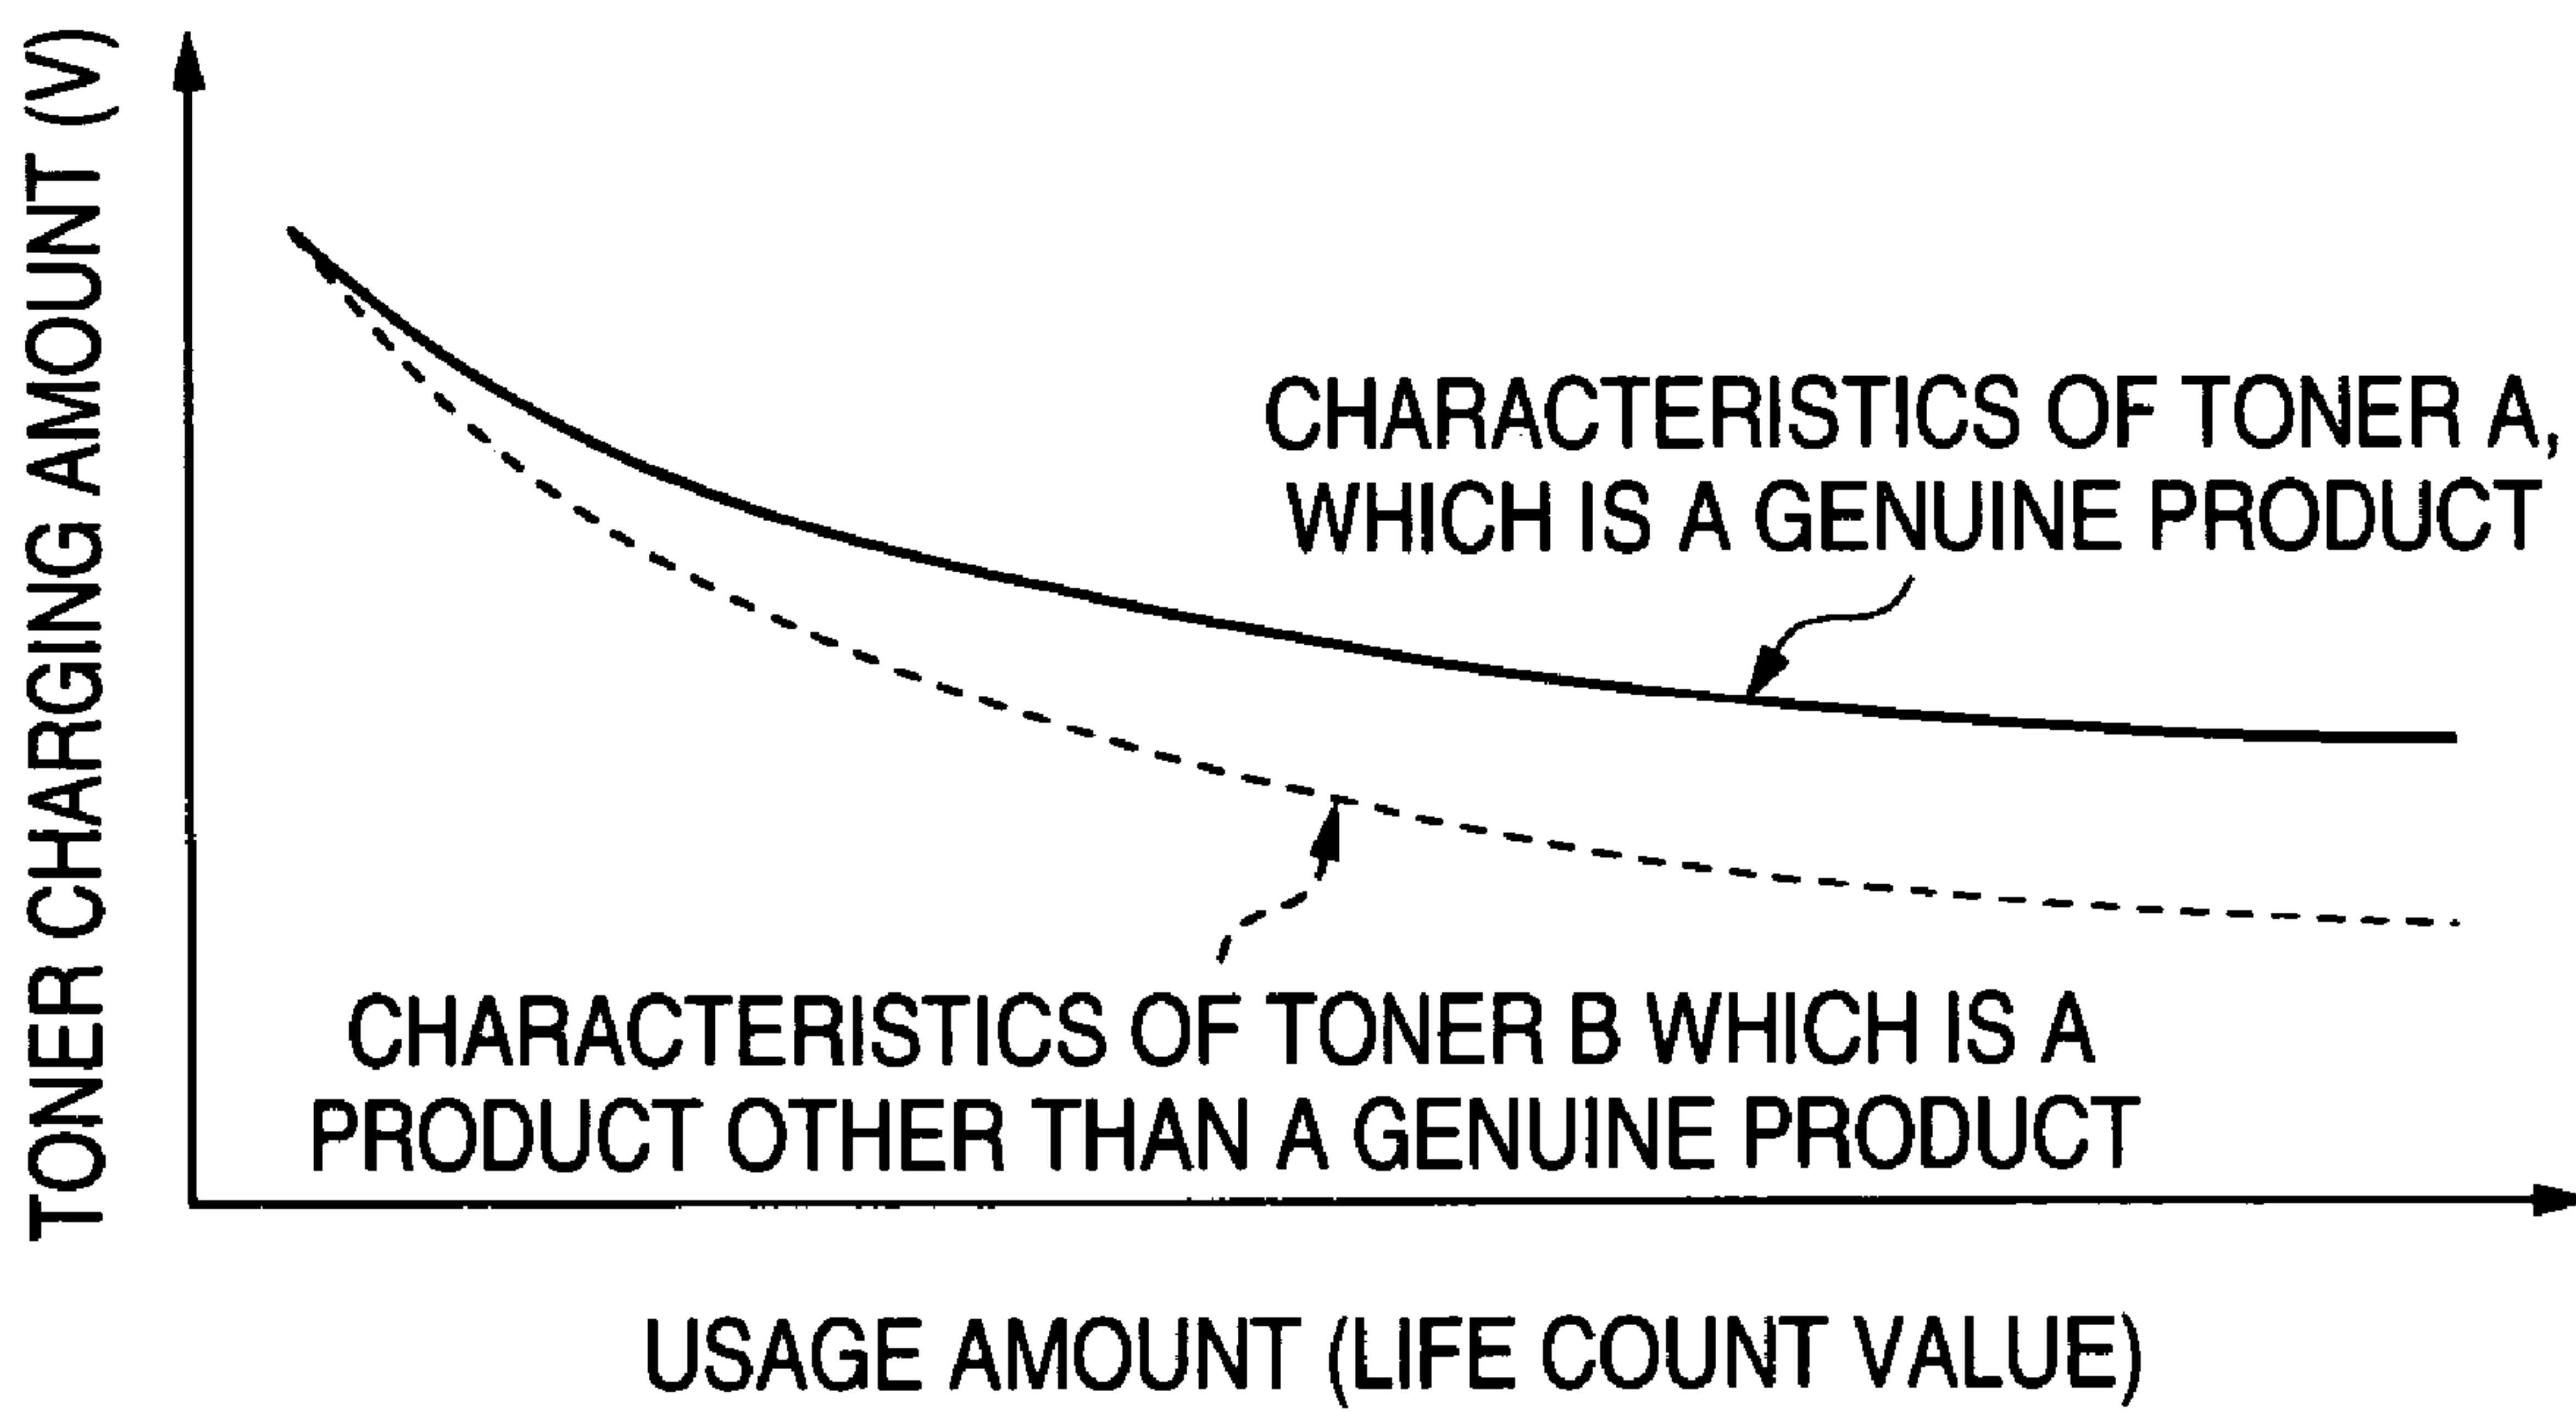 TONER CHARGING AMOUNT (V)
CHARACTERISTICS OF TONER A,
WHICH IS A GENUINE PRODUCT
CHARACTERISTICS OF TONER B WHICH IS A
PRODUCT OTHER THAN A GENUINE PRODUCT
USAGE AMOUNT (LIFE COUNT VALUE)